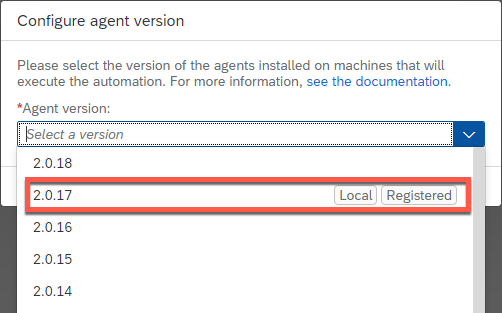 Configure agent version
Please select the version of the agents installed on machines that will
execute the automation. For more information, see the documentation.
*Agent version:
Select a version
2.0.18
2.0.17 Local Registered
2.0.16
2.0.15
2.0.14